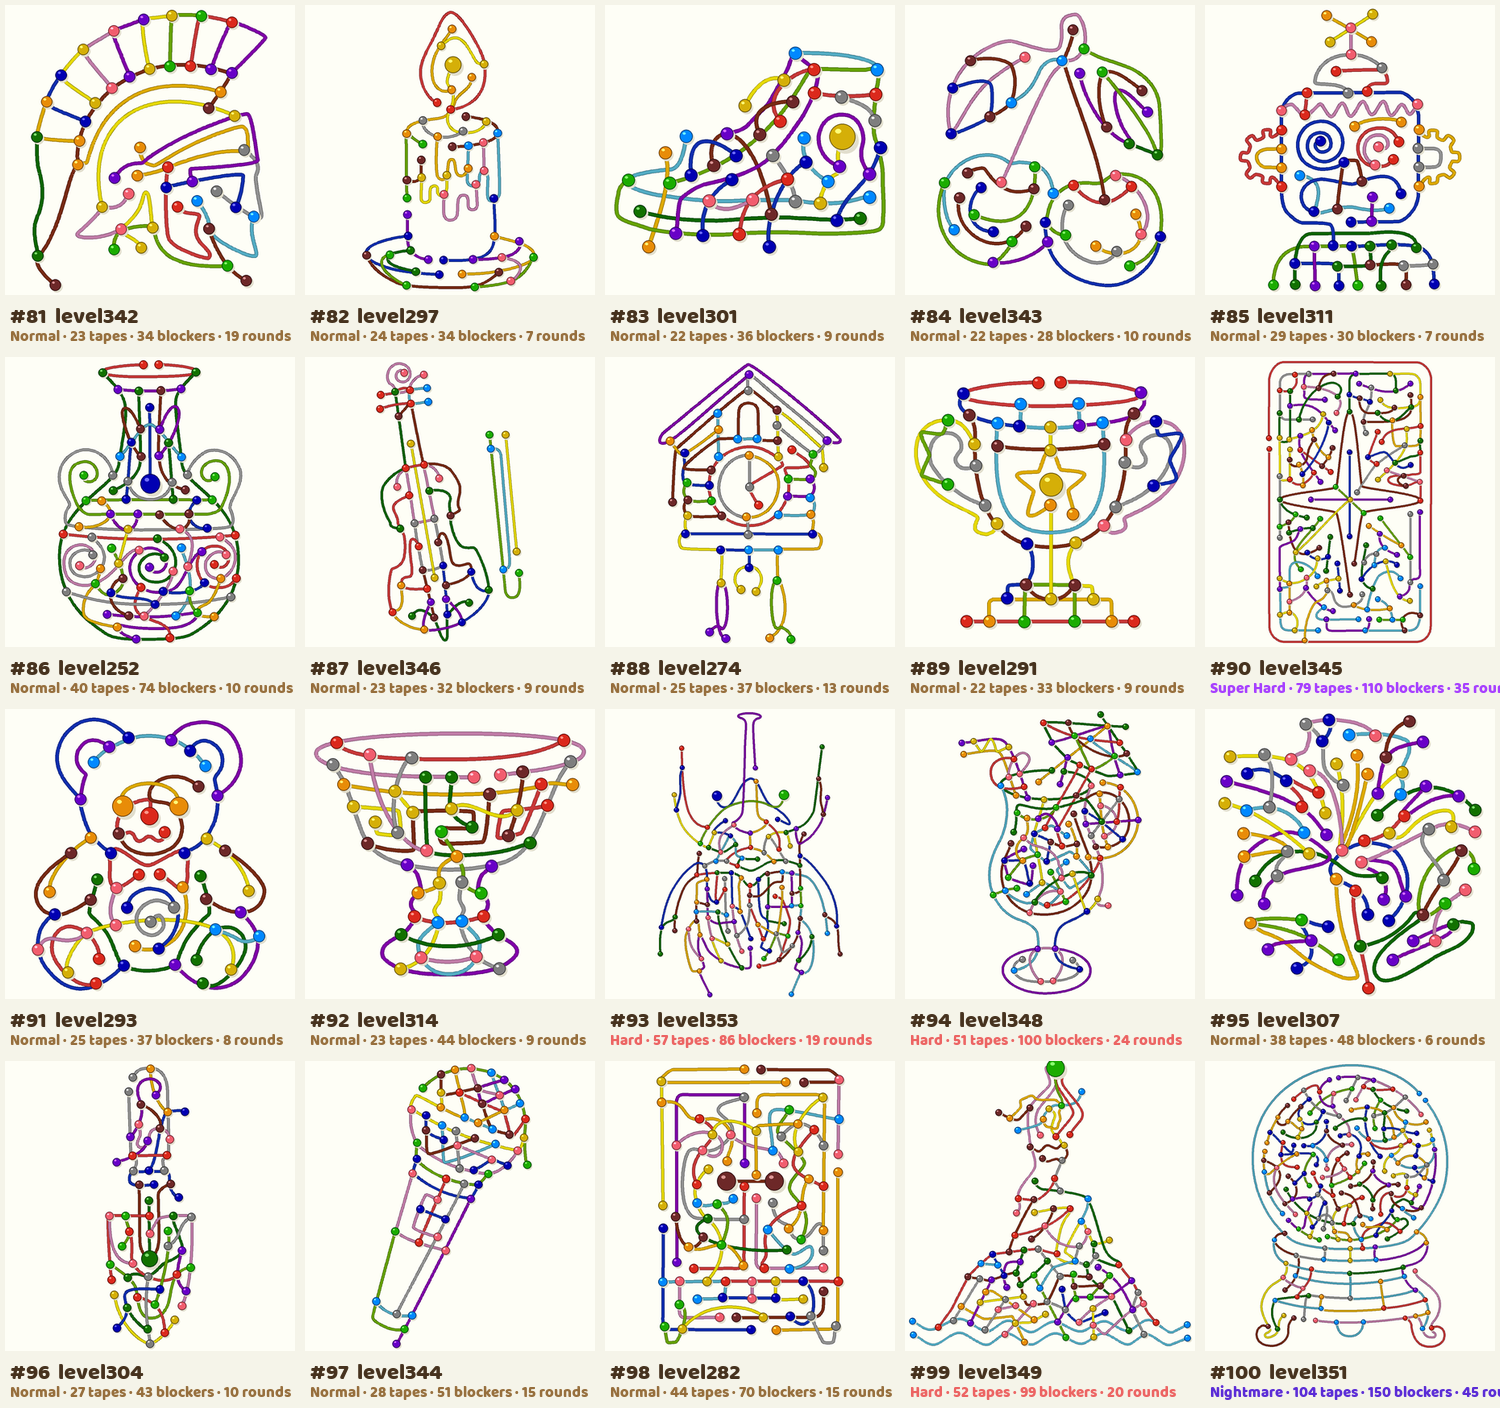 #81 level342
Normal · 23 tapes · 34 blockers · 19 rounds
#82 level297
Normal · 24 tapes · 34 blockers · 7 rounds
#83 level301
Normal · 22 tapes · 36 blockers · 9 rounds
#84 level343
Normal · 22 tapes · 28 blockers · 10 rounds
#85 level311
Normal · 29 tapes · 30 blockers · 7 rounds
#86 level252
Normal · 40 tapes · 74 blockers · 10 rounds
#87 level346
Normal · 23 tapes · 32 blockers · 9 rounds
#88 level274
Normal · 25 tapes · 37 blockers · 13 rounds
#89 level291
Normal · 22 tapes · 33 blockers · 9 rounds
#90 level345
Super Hard · 79 tapes · 110 blockers · 35 rour
#91 level293
Normal · 25 tapes · 37 blockers · 8 rounds
#92 level314
Normal · 23 tapes · 44 blockers · 9 rounds
#93 level353
Hard · 57 tapes · 86 blockers · 19 rounds
#94 level348
Hard · 51 tapes · 100 blockers · 24 rounds
#95 level307
Normal · 38 tapes · 48 blockers · 6 rounds
#96 level304
Normal · 27 tapes · 43 blockers · 10 rounds
#97 level344
Normal · 28 tapes · 51 blockers · 15 rounds
#98 level282
Normal · 44 tapes · 70 blockers · 15 rounds
#99 level349
Hard · 52 tapes · 99 blockers · 20 rounds
#100 level351
Nightmare · 104 tapes · 150 blockers · 45 rou